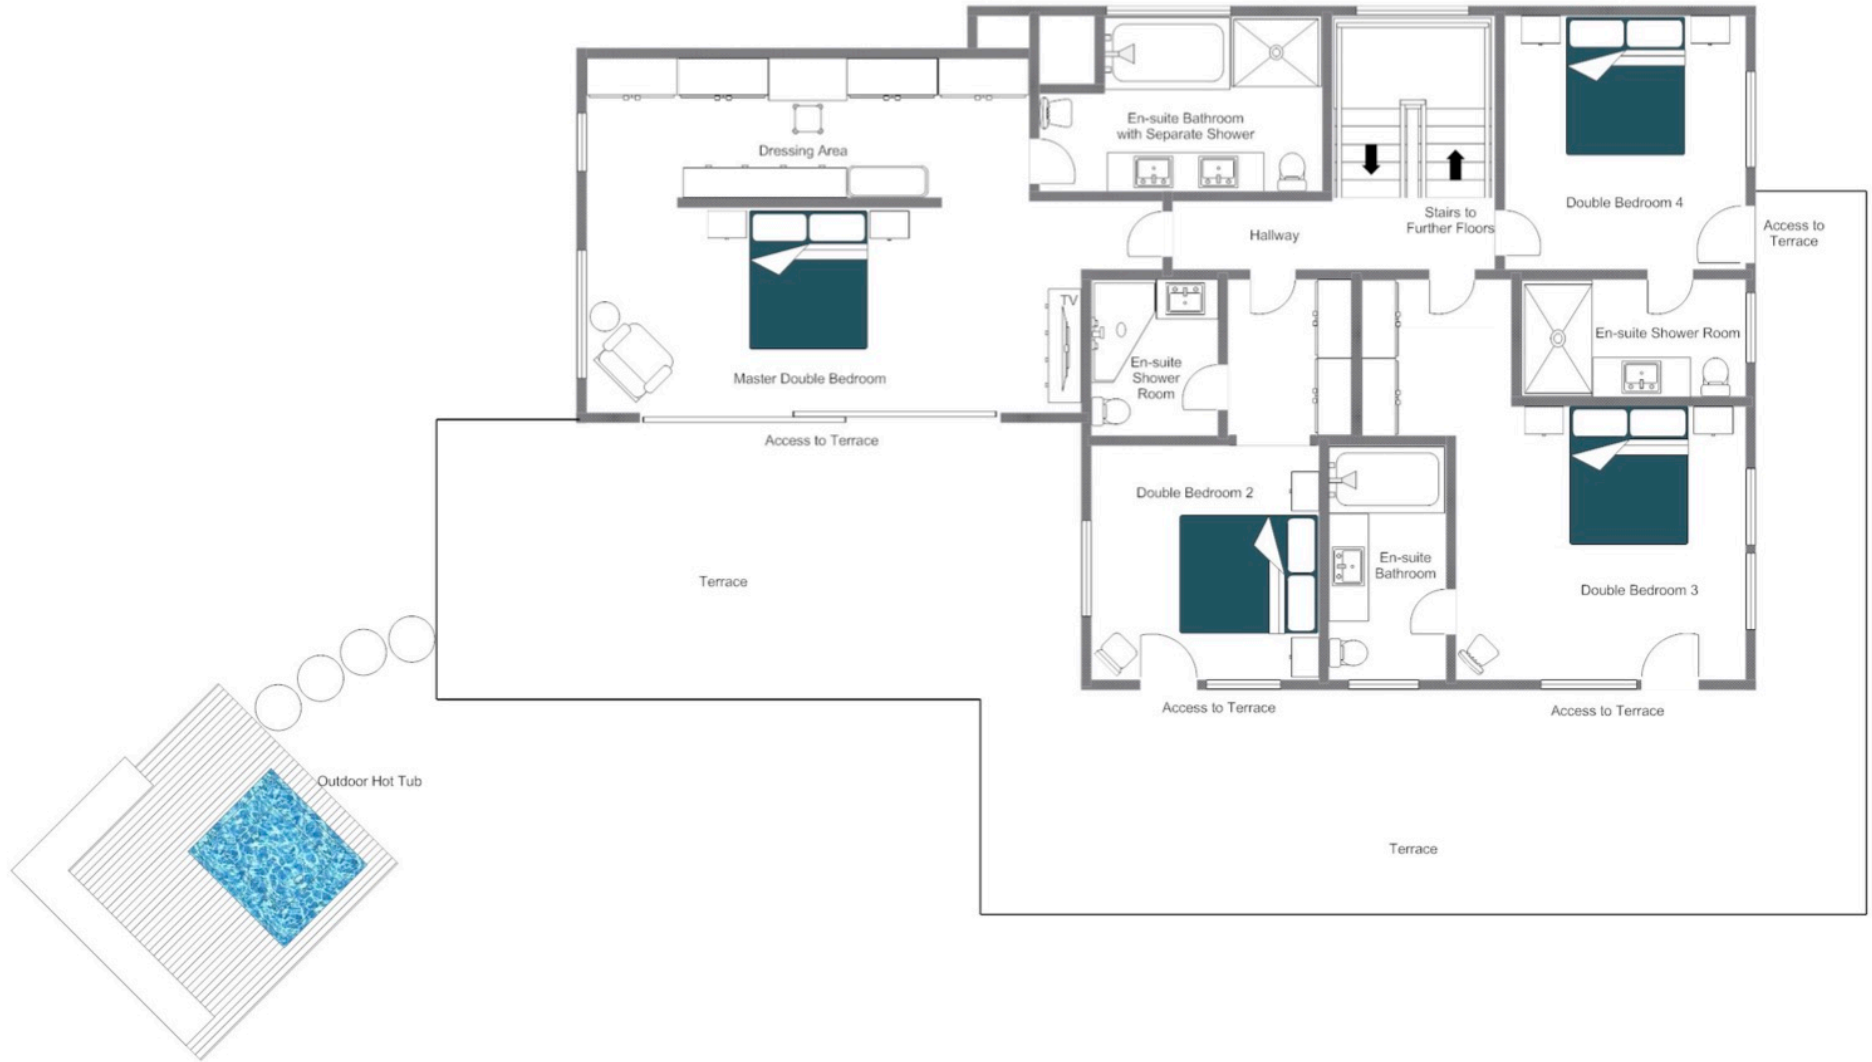 En-suite Bathroom
with Separate Shower
Dressing Area
Double Bedroom 4
Stairs to
Further Floors
Hallway
Access to
Terrace
TV
En-suite Shower Room
En-suite
Shower
Room
Master Double Bedroom
Access to Terrace
Double Bedroom 2
En-suite
Bathroom
Double Bedroom 3
Terrace
Access to Terrace
Access to Terrace
Outdoor Hot Tub
Terrace